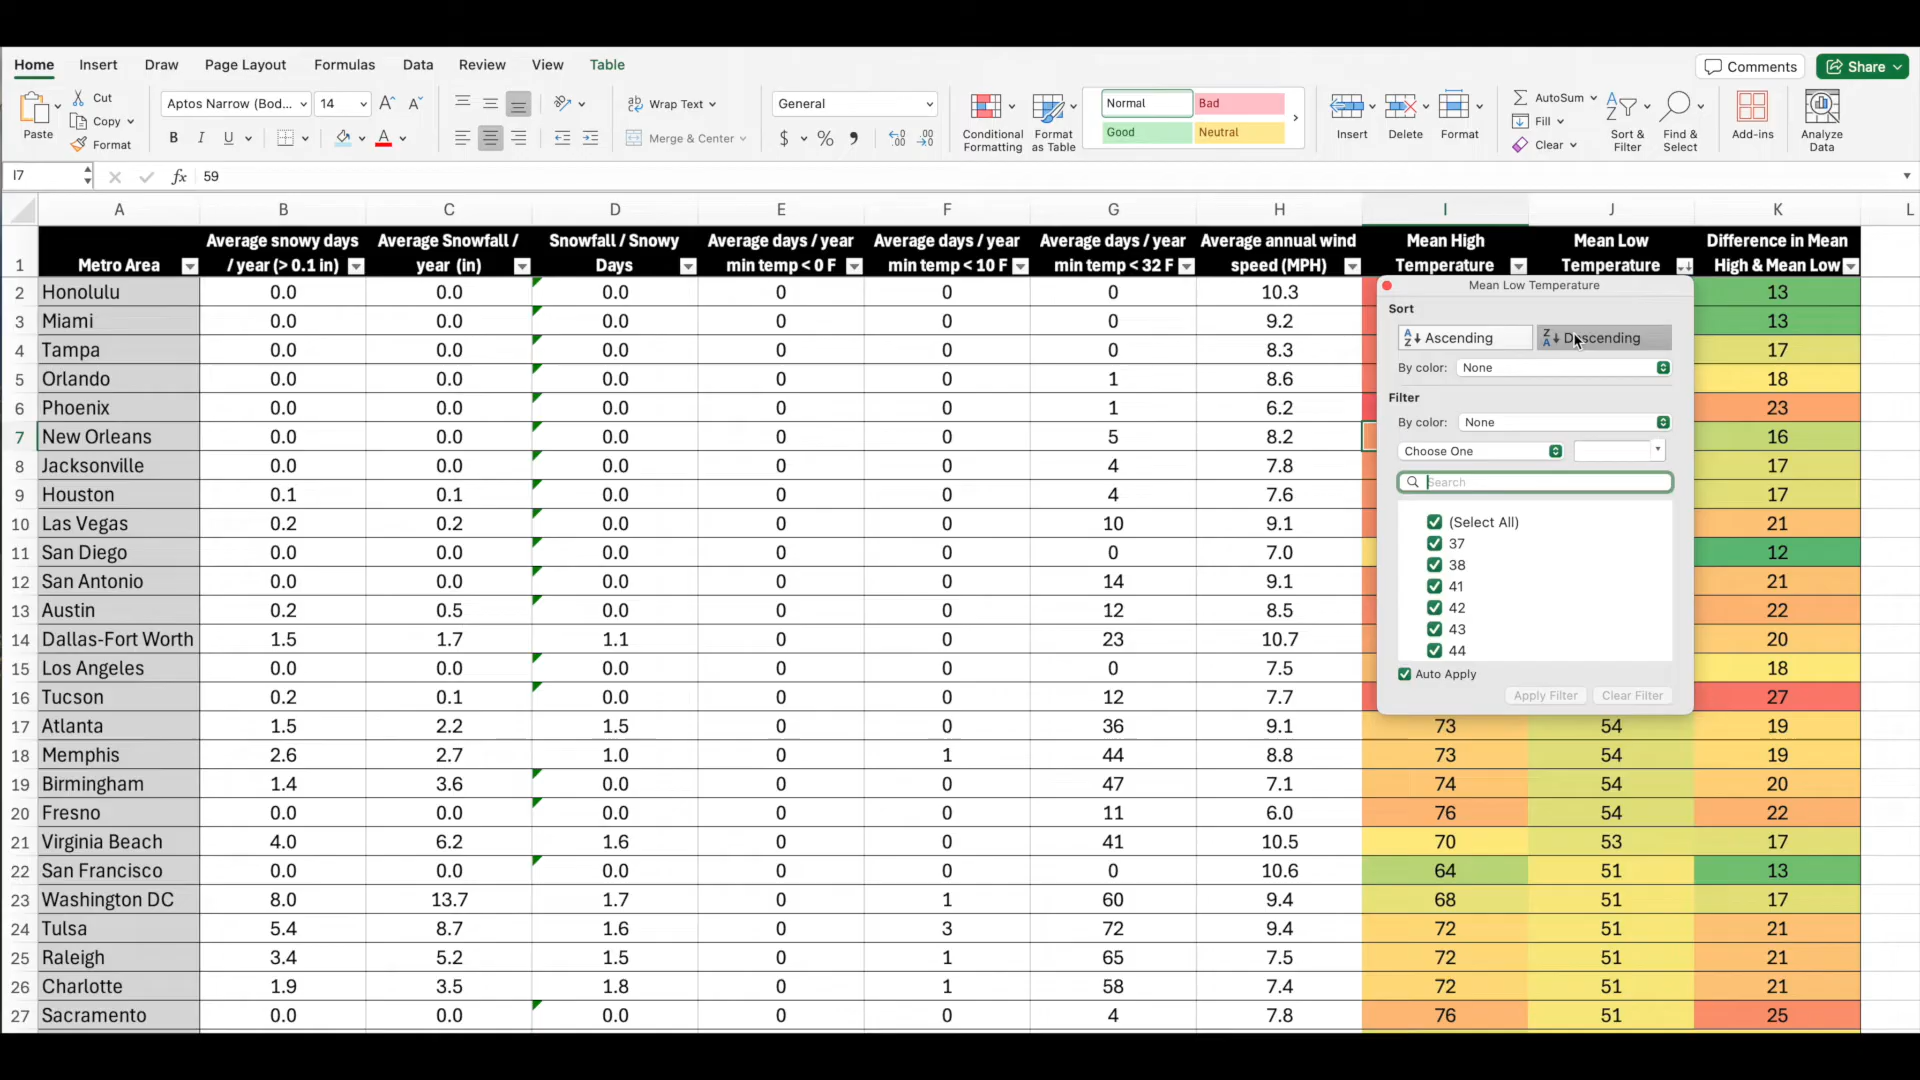 Home Insert Draw Page Layout Formulas Data Review View Table Comments Share
Paste Cut Copy Format
Aptos Narrow (Bod... 14
B I U A
Wrap Text
Merge & Center
General
$ % 9
Conditional Formatting
Format as Table
Normal Bad
Good Neutral
Insert Delete Format
AutoSum
Fill
Clear
Sort & Filter
Find & Select
Add-ins
Analyze Data
I7 fx 59
A B C D E F G H I J K L
1 Metro Area
Average snowy days / year (> 0.1 in)
Average Snowfall / year (in)
Snowfall / Snowy Days
Average days / year min temp < 0 F
Average days / year min temp < 10 F
Average days / year min temp < 32 F
Average annual wind speed (MPH)
Mean High Temperature
Mean Low Temperature
Difference in Mean High & Mean Low
2 Honolulu 0.0 0.0 0.0 0 0 0 10.3 13
3 Miami 0.0 0.0 0.0 0 0 0 9.2 13
4 Tampa 0.0 0.0 0.0 0 0 0 8.3 17
5 Orlando 0.0 0.0 0.0 0 0 1 8.6 18
6 Phoenix 0.0 0.0 0.0 0 0 1 6.2 23
7 New Orleans 0.0 0.0 0.0 0 0 5 8.2 16
8 Jacksonville 0.0 0.0 0.0 0 0 4 7.8 17
9 Houston 0.1 0.1 0.0 0 0 4 7.6 17
10 Las Vegas 0.2 0.2 0.0 0 0 10 9.1 21
11 San Diego 0.0 0.0 0.0 0 0 0 7.0 12
12 San Antonio 0.0 0.0 0.0 0 0 14 9.1 21
13 Austin 0.2 0.5 0.0 0 0 12 8.5 22
14 Dallas-Fort Worth 1.5 1.7 1.1 0 0 23 10.7 20
15 Los Angeles 0.0 0.0 0.0 0 0 0 7.5 18
16 Tucson 0.2 0.1 0.0 0 0 12 7.7 27
17 Atlanta 1.5 2.2 1.5 0 0 36 9.1 73 54 19
18 Memphis 2.6 2.7 1.0 0 1 44 8.8 73 54 19
19 Birmingham 1.4 3.6 0.0 0 0 47 7.1 74 54 20
20 Fresno 0.0 0.0 0.0 0 0 11 6.0 76 54 22
21 Virginia Beach 4.0 6.2 1.6 0 0 41 10.5 70 53 17
22 San Francisco 0.0 0.0 0.0 0 0 0 10.6 64 51 13
23 Washington DC 8.0 13.7 1.7 0 1 60 9.4 68 51 17
24 Tulsa 5.4 8.7 1.6 0 3 72 9.4 72 51 21
25 Raleigh 3.4 5.2 1.5 0 1 65 7.5 72 51 21
26 Charlotte 1.9 3.5 1.8 0 1 58 7.4 72 51 21
27 Sacramento 0.0 0.0 0.0 0 0 4 7.8 76 51 25
Mean Low Temperature
Sort
Ascending Descending
By color: None
Filter
By color: None
Choose One
Search
(Select All)
37
38
41
42
43
44
Auto Apply
Apply Filter Clear Filter